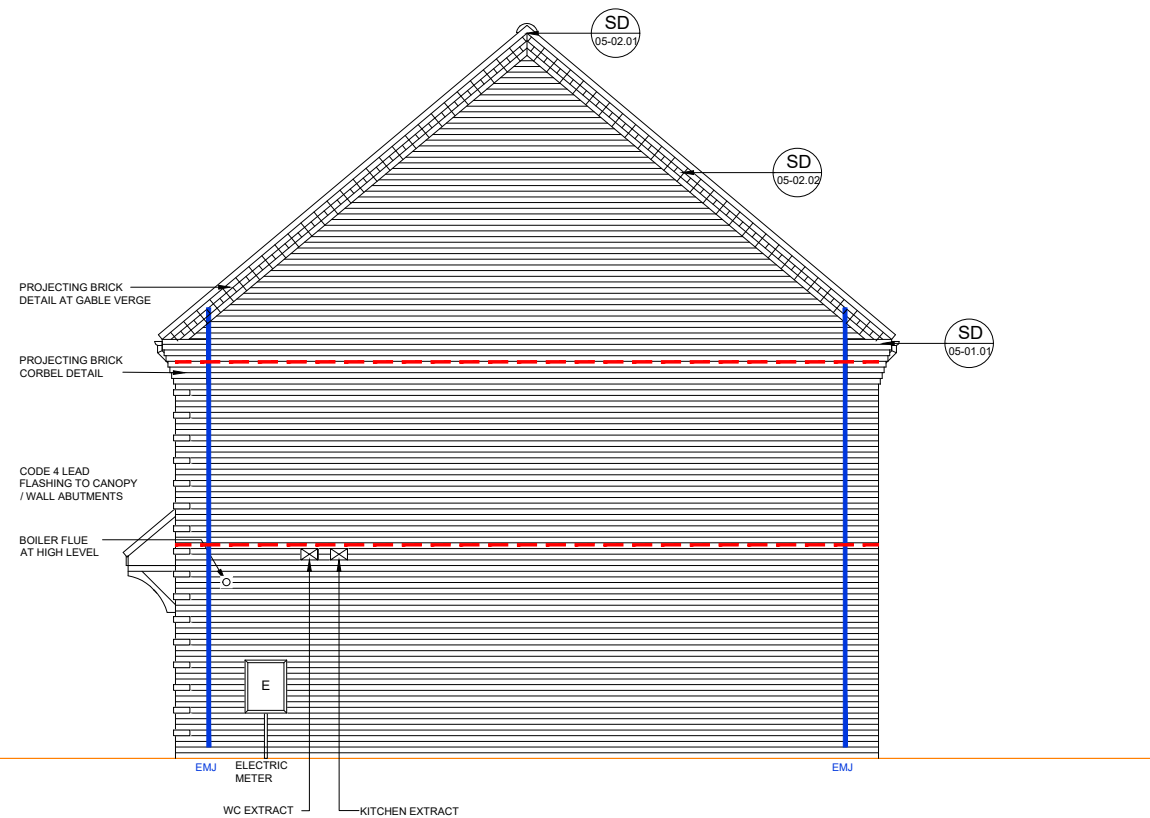 SD
05-02.01
SD
05-02.02
PROJECTING BRICK
DETAIL AT GABLE VERGE
SD
05-01.01
PROJECTING BRICK
CORBEL DETAIL
CODE 4 LEAD
FLASHING TO CANOPY
/ WALL ABUTMENTS
BOILER FLUE
AT HIGH LEVEL
E
EMJ
ELECTRIC
METER
EMJ
WC EXTRACT
KITCHEN EXTRACT